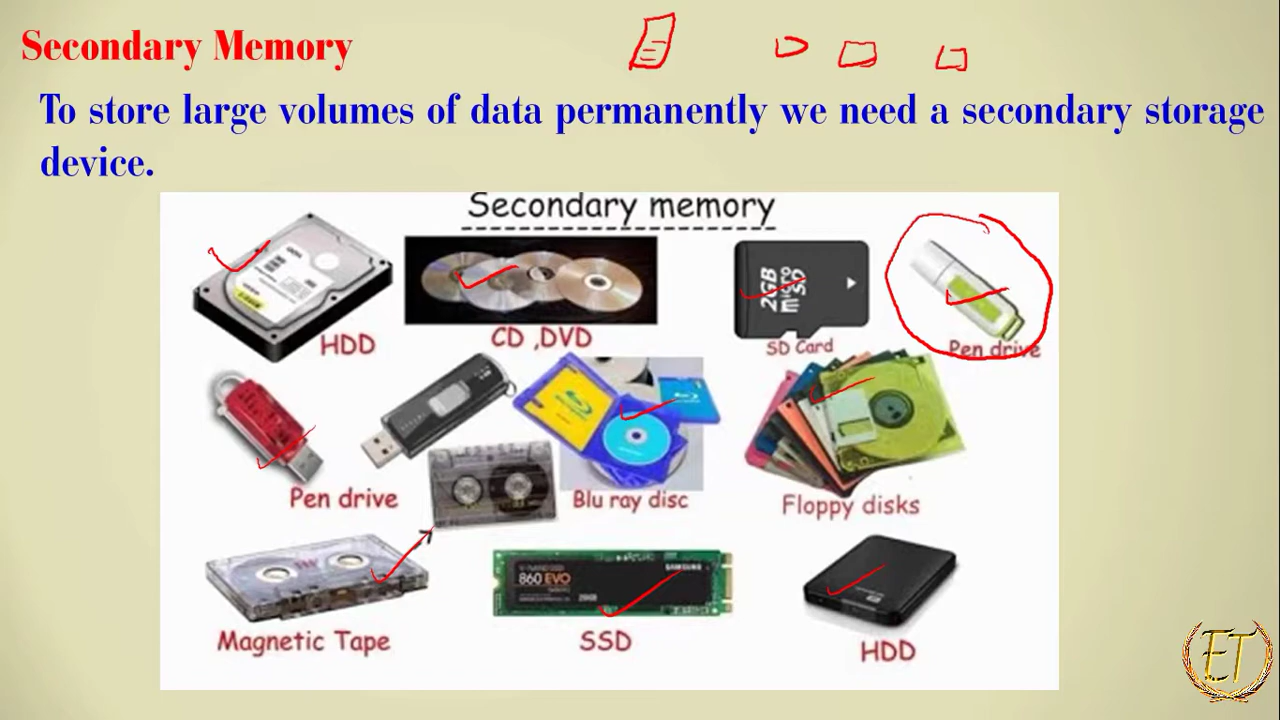 Secondary Memory
To store large volumes of data permanently we need a secondary storage
device.
Secondary memory
HDD
CD ,DVD
2GB
micro
SD
SD Card
Pen drive
Pen drive
Blu ray disc
Floppy disks
860 EVO
SAMSUNG
Magnetic Tape
SSD
HDD
ET